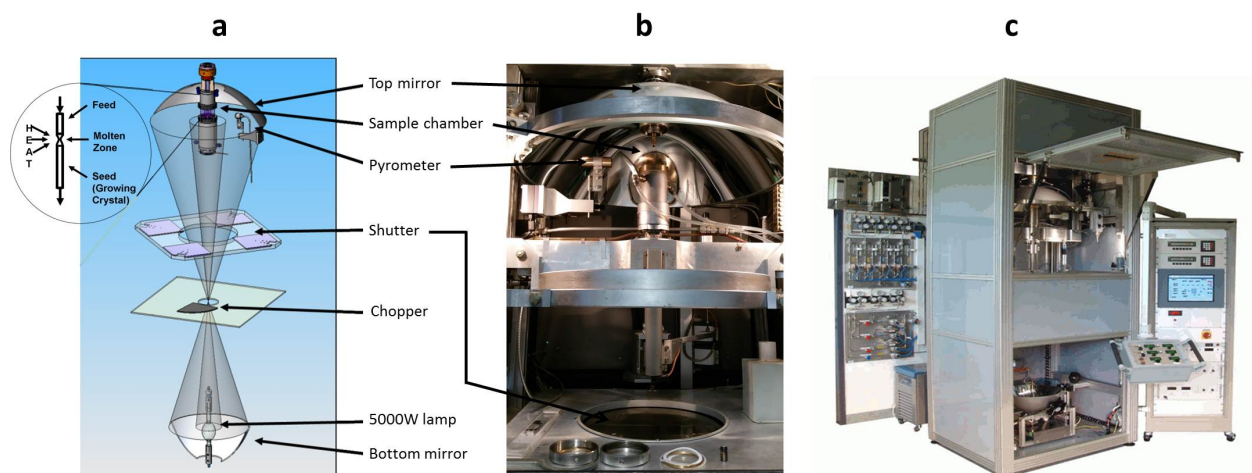 a
b
c
Feed
H
E
A
T
Molten
Zone
Seed
(Growing
Crystal)
Top mirror
Sample chamber
Pyrometer
Shutter
Chopper
5000W lamp
Bottom mirror